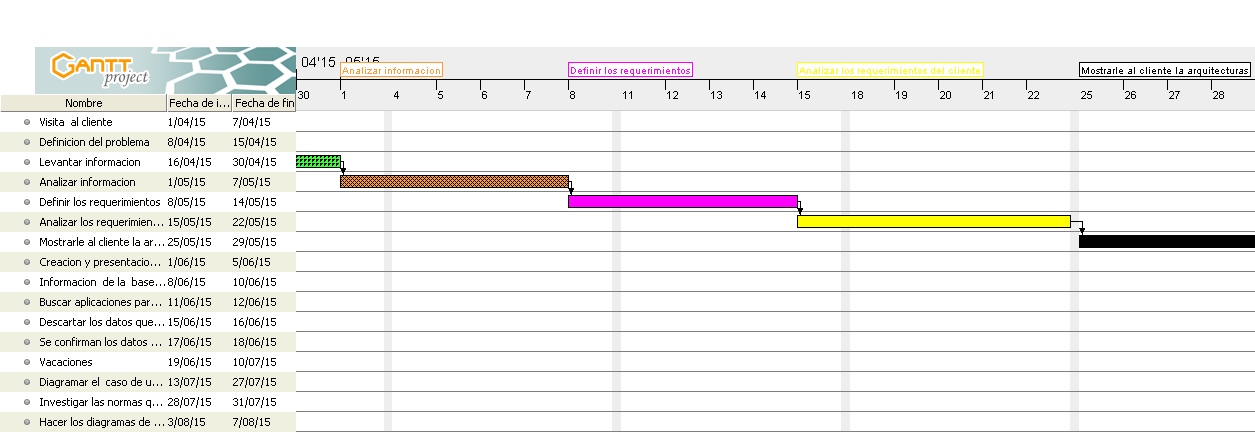 GANTT
project
04'15 05'15
Analizar informacion Definir los requerimientos Analizar los requerimientos del cliente Mostrarle al cliente la arquitecturas
30 1 4 5 6 7 8 11 12 13 14 15 18 19 20 21 22 25 26 27 28
Nombre Fecha de i... Fecha de fin
Visita al cliente 1/04/15 7/04/15
Definicion del problema 8/04/15 15/04/15
Levantar informacion 16/04/15 30/04/15
Analizar informacion 1/05/15 7/05/15
Definir los requerimientos 8/05/15 14/05/15
Analizar los requerimien... 15/05/15 22/05/15
Mostrarle al cliente la ar... 25/05/15 29/05/15
Creacion y presentacio... 1/06/15 5/06/15
Informacion de la base... 8/06/15 10/06/15
Buscar aplicaciones par... 11/06/15 12/06/15
Descartar los datos que... 15/06/15 16/06/15
Se confirman los datos ... 17/06/15 18/06/15
Vacaciones 19/06/15 10/07/15
Diagramar el caso de u... 13/07/15 27/07/15
Investigar las normas q... 28/07/15 31/07/15
Hacer los diagramas de ... 3/08/15 7/08/15